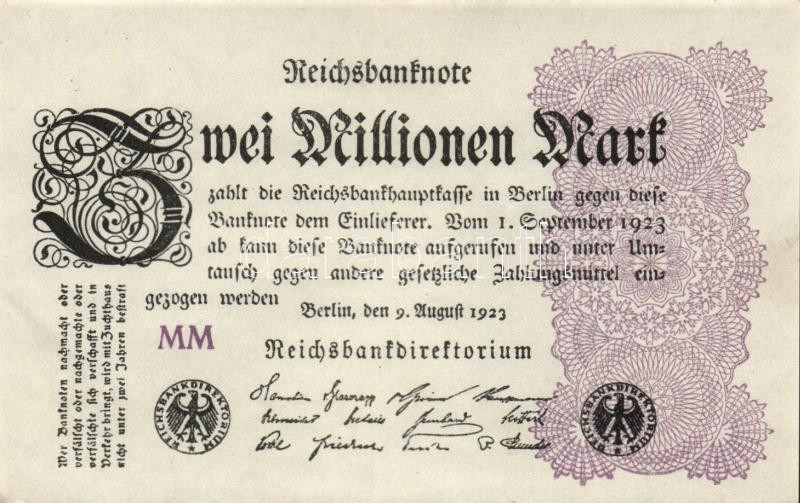 Reichsbanknote
Zwei Millionen Mark
zahlt die Reichsbankhauptkasse in Berlin gegen diese
Banknote dem Einlieferer. Vom 1. September 1923
ab kann diese Banknote aufgerufen und unter Um-
tausch gegen andere gesetzliche Zahlungsmittel ein-
gezogen werden
Berlin, den 9. August 1923
MM
Reichsbankdirektorium
REICHSBANKDIREKTORIUM
REICHSBANKDIREKTORIUM
Wer Banknoten nachmacht oder
verfälscht oder nachgemachte oder
verfälschte sich verschafft und in
Verkehr bringt, wird mit Zuchthaus
nicht unter zwei Jahren bestraft